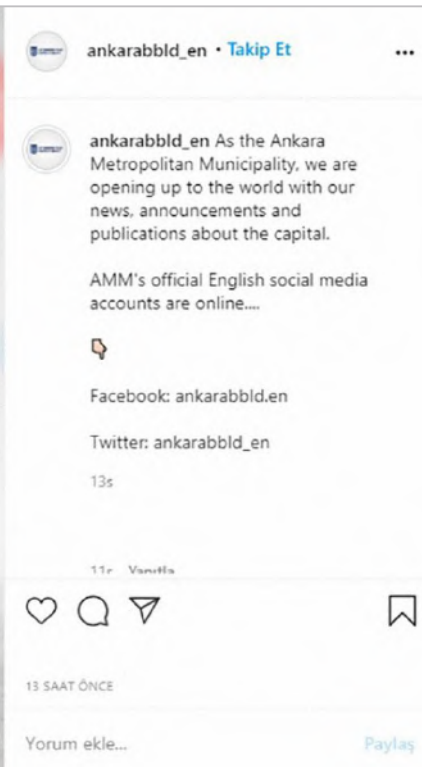 ankarabbld_en • Takip Et
ankarabbld_en As the Ankara
Metropolitan Municipality, we are
opening up to the world with our
news, announcements and
publications about the capital.
AMM's official English social media
accounts are online....
Facebook: ankarabbld.en
Twitter: ankarabbld_en
13s
Yanıtla
13 SAAT ÖNCE
Yorum ekle...
Paylaş